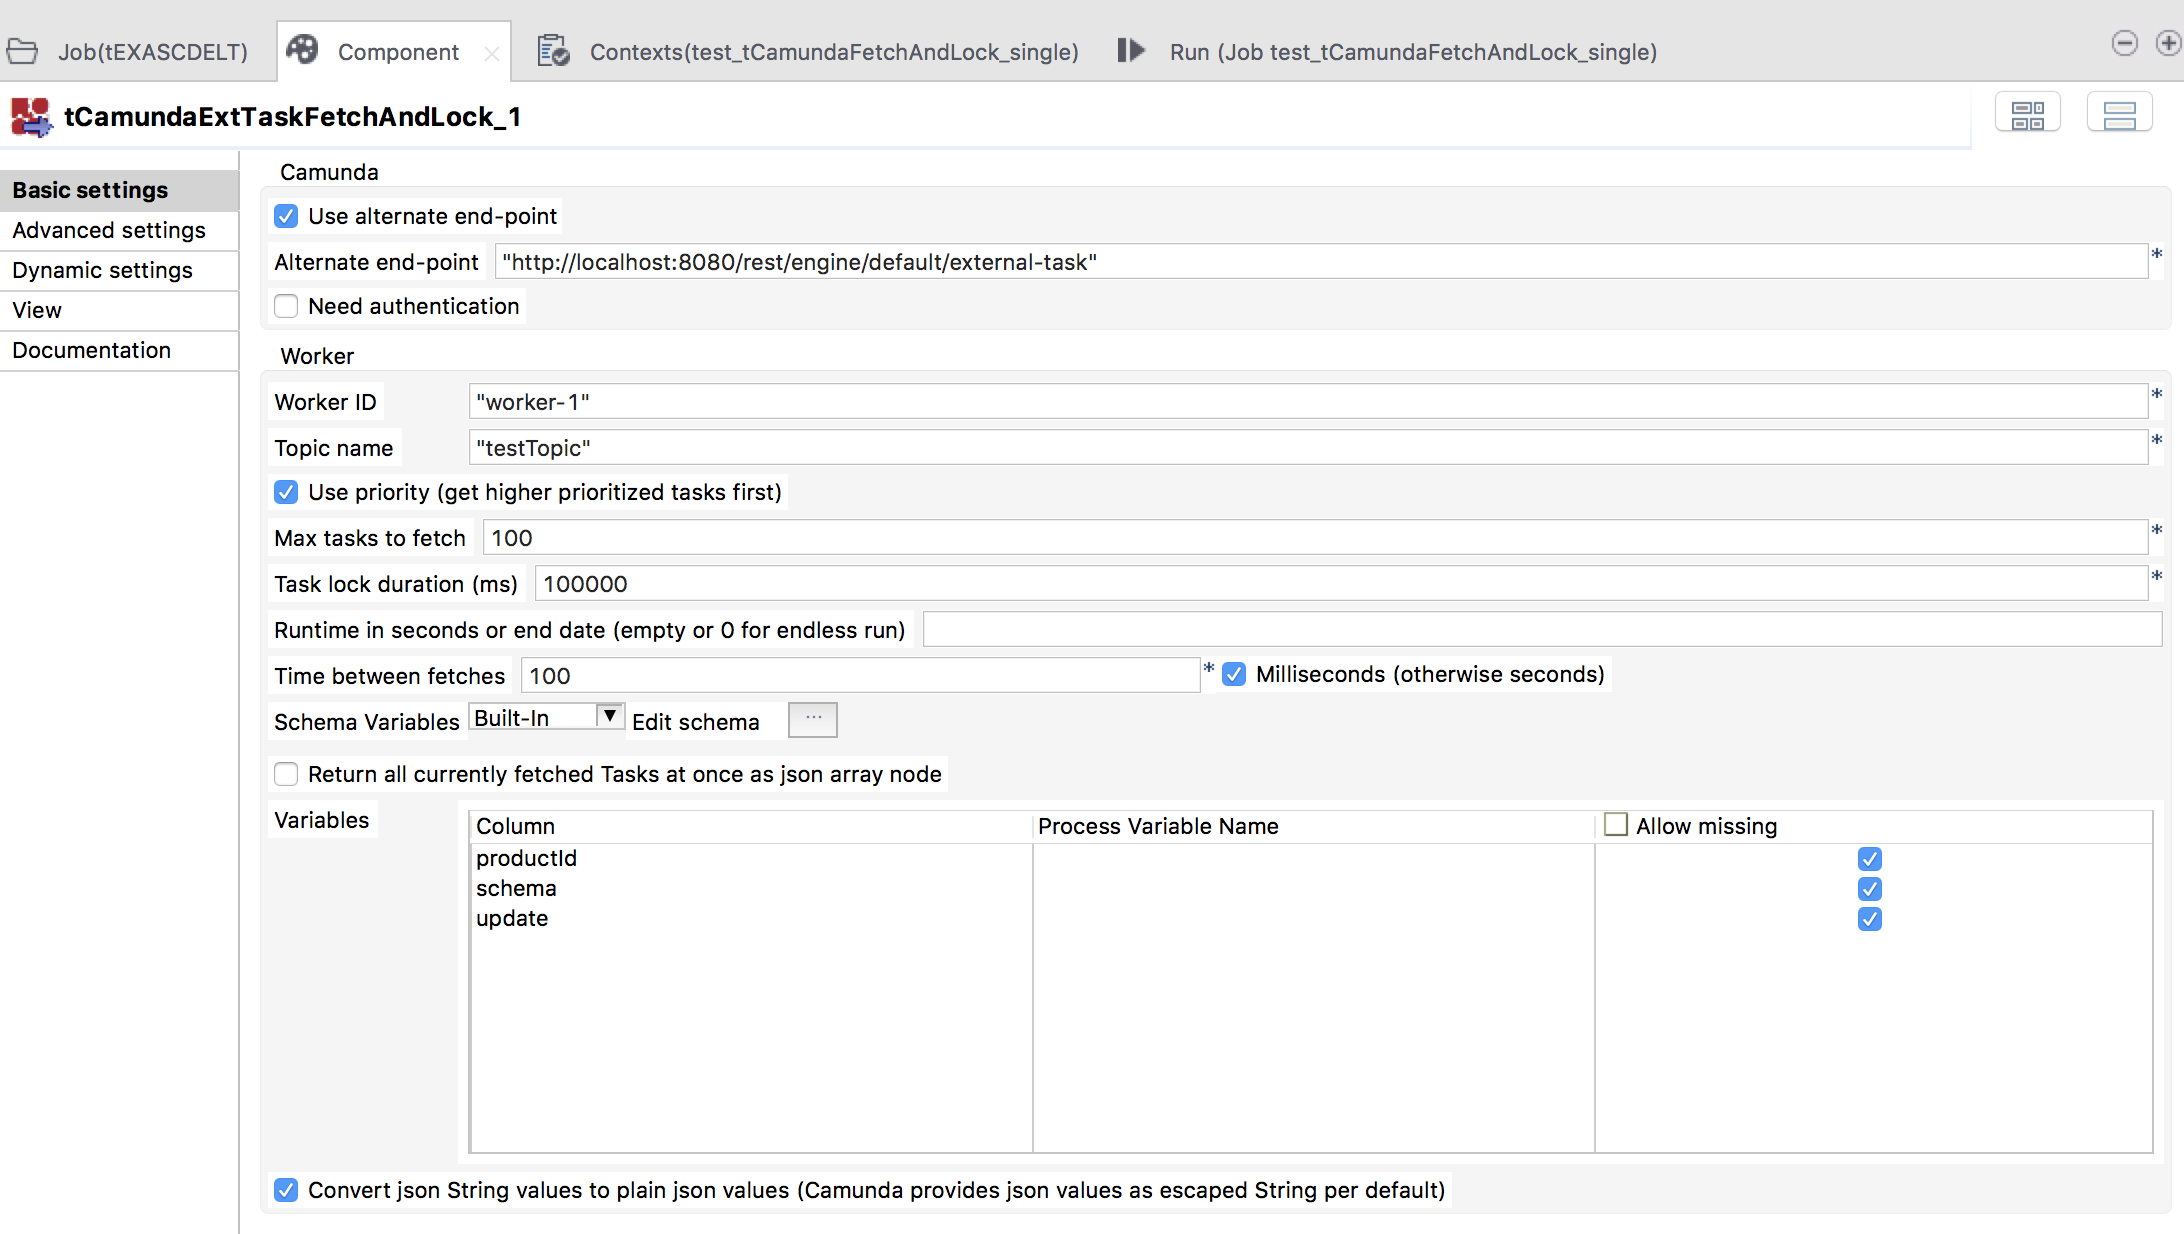 Job(tEXASCDELT) Component Contexts(test_tCamundaFetchAndLock_single) Run (Job test_tCamundaFetchAndLock_single)
tCamundaExtTaskFetchAndLock_1
Basic settings
Advanced settings
Dynamic settings
View
Documentation
Camunda
Use alternate end-point
Alternate end-point "http://localhost:8080/rest/engine/default/external-task" *
Need authentication
Worker
Worker ID "worker-1" *
Topic name "testTopic" *
Use priority (get higher prioritized tasks first)
Max tasks to fetch 100 *
Task lock duration (ms) 100000 *
Runtime in seconds or end date (empty or 0 for endless run)
Time between fetches 100 * Milliseconds (otherwise seconds)
Schema Variables Built-In Edit schema ...
Return all currently fetched Tasks at once as json array node
Variables
Column Process Variable Name Allow missing
productId
schema
update
Convert json String values to plain json values (Camunda provides json values as escaped String per default)